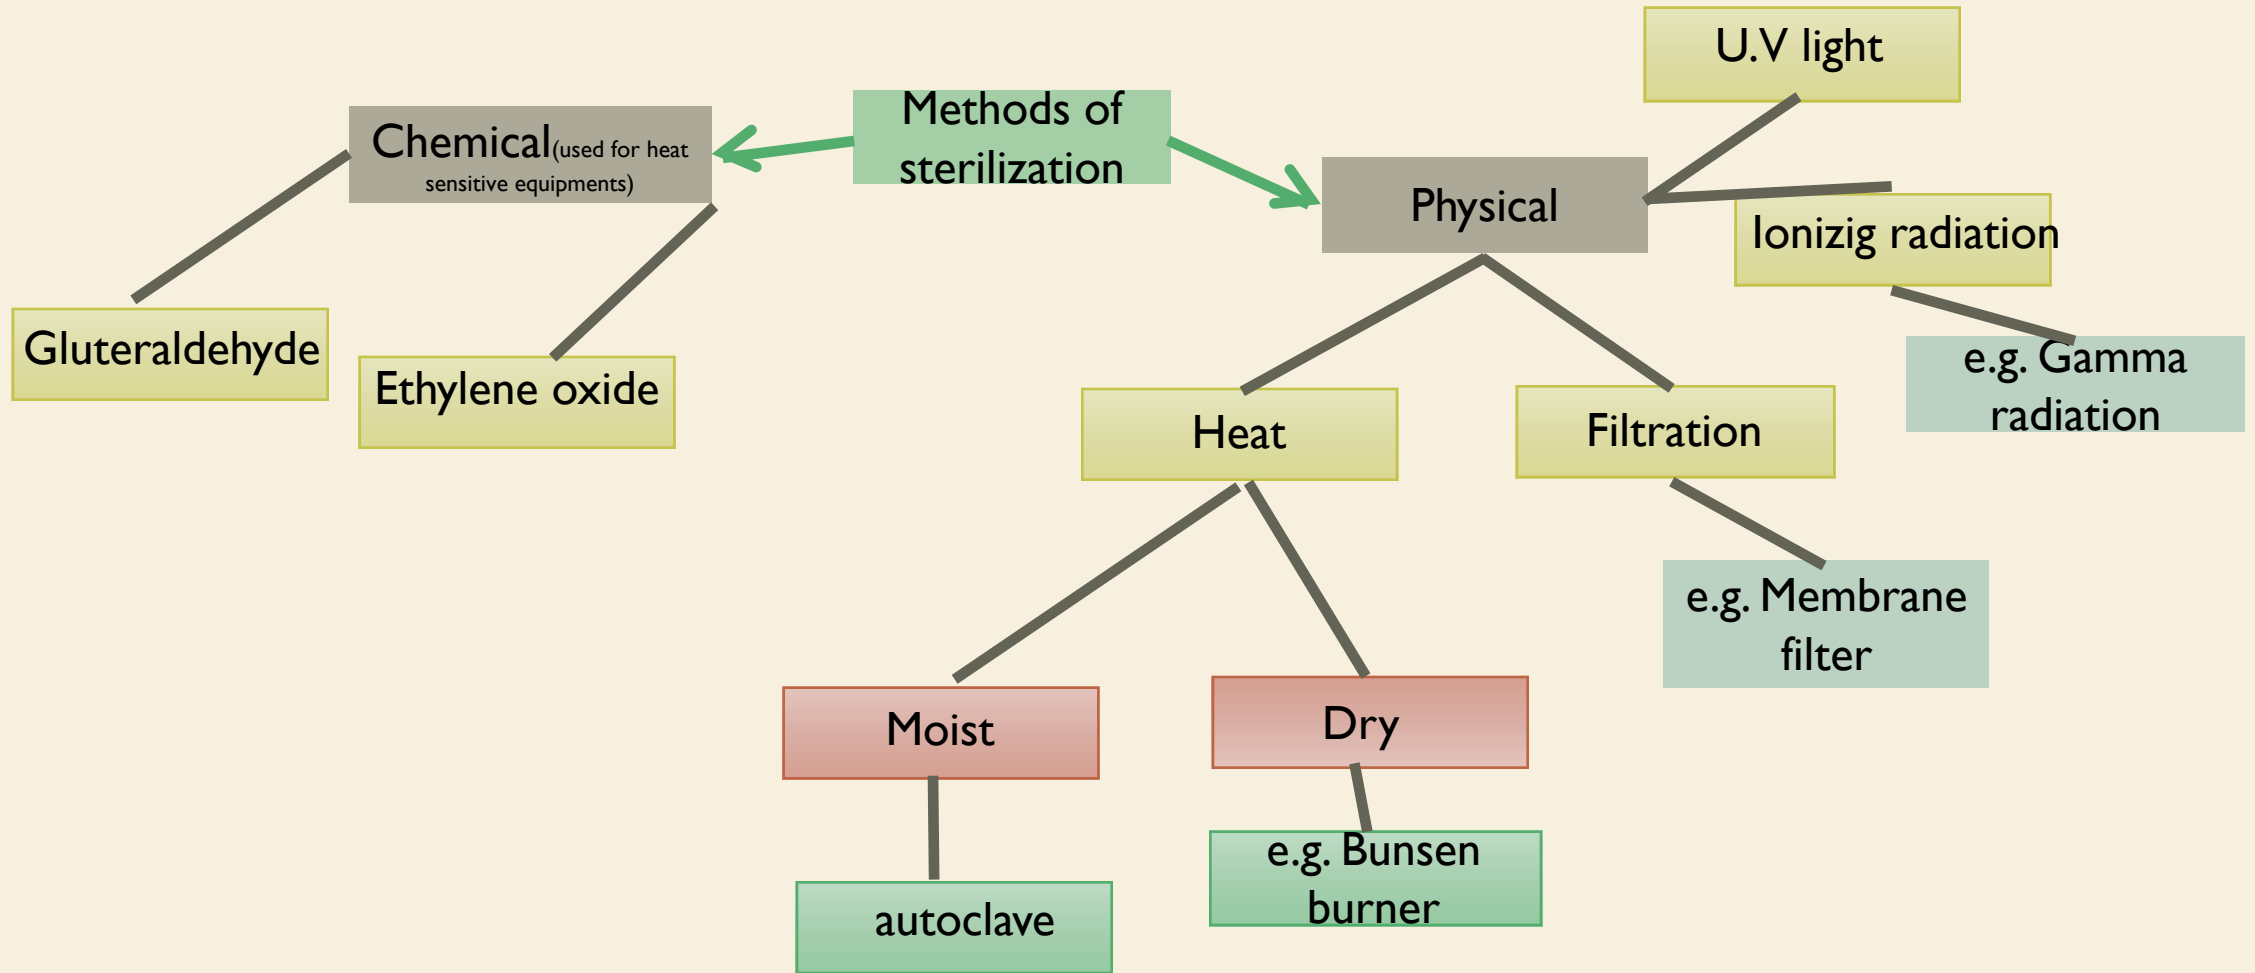 U.V light
Methods of
sterilization
Chemical(used for heat
sensitive equipments)
Physical
Ionizig radiation
Gluteraldehyde
Ethylene oxide
e.g. Gamma
radiation
Heat
Filtration
e.g. Membrane
filter
Moist
Dry
e.g. Bunsen
burner
autoclave